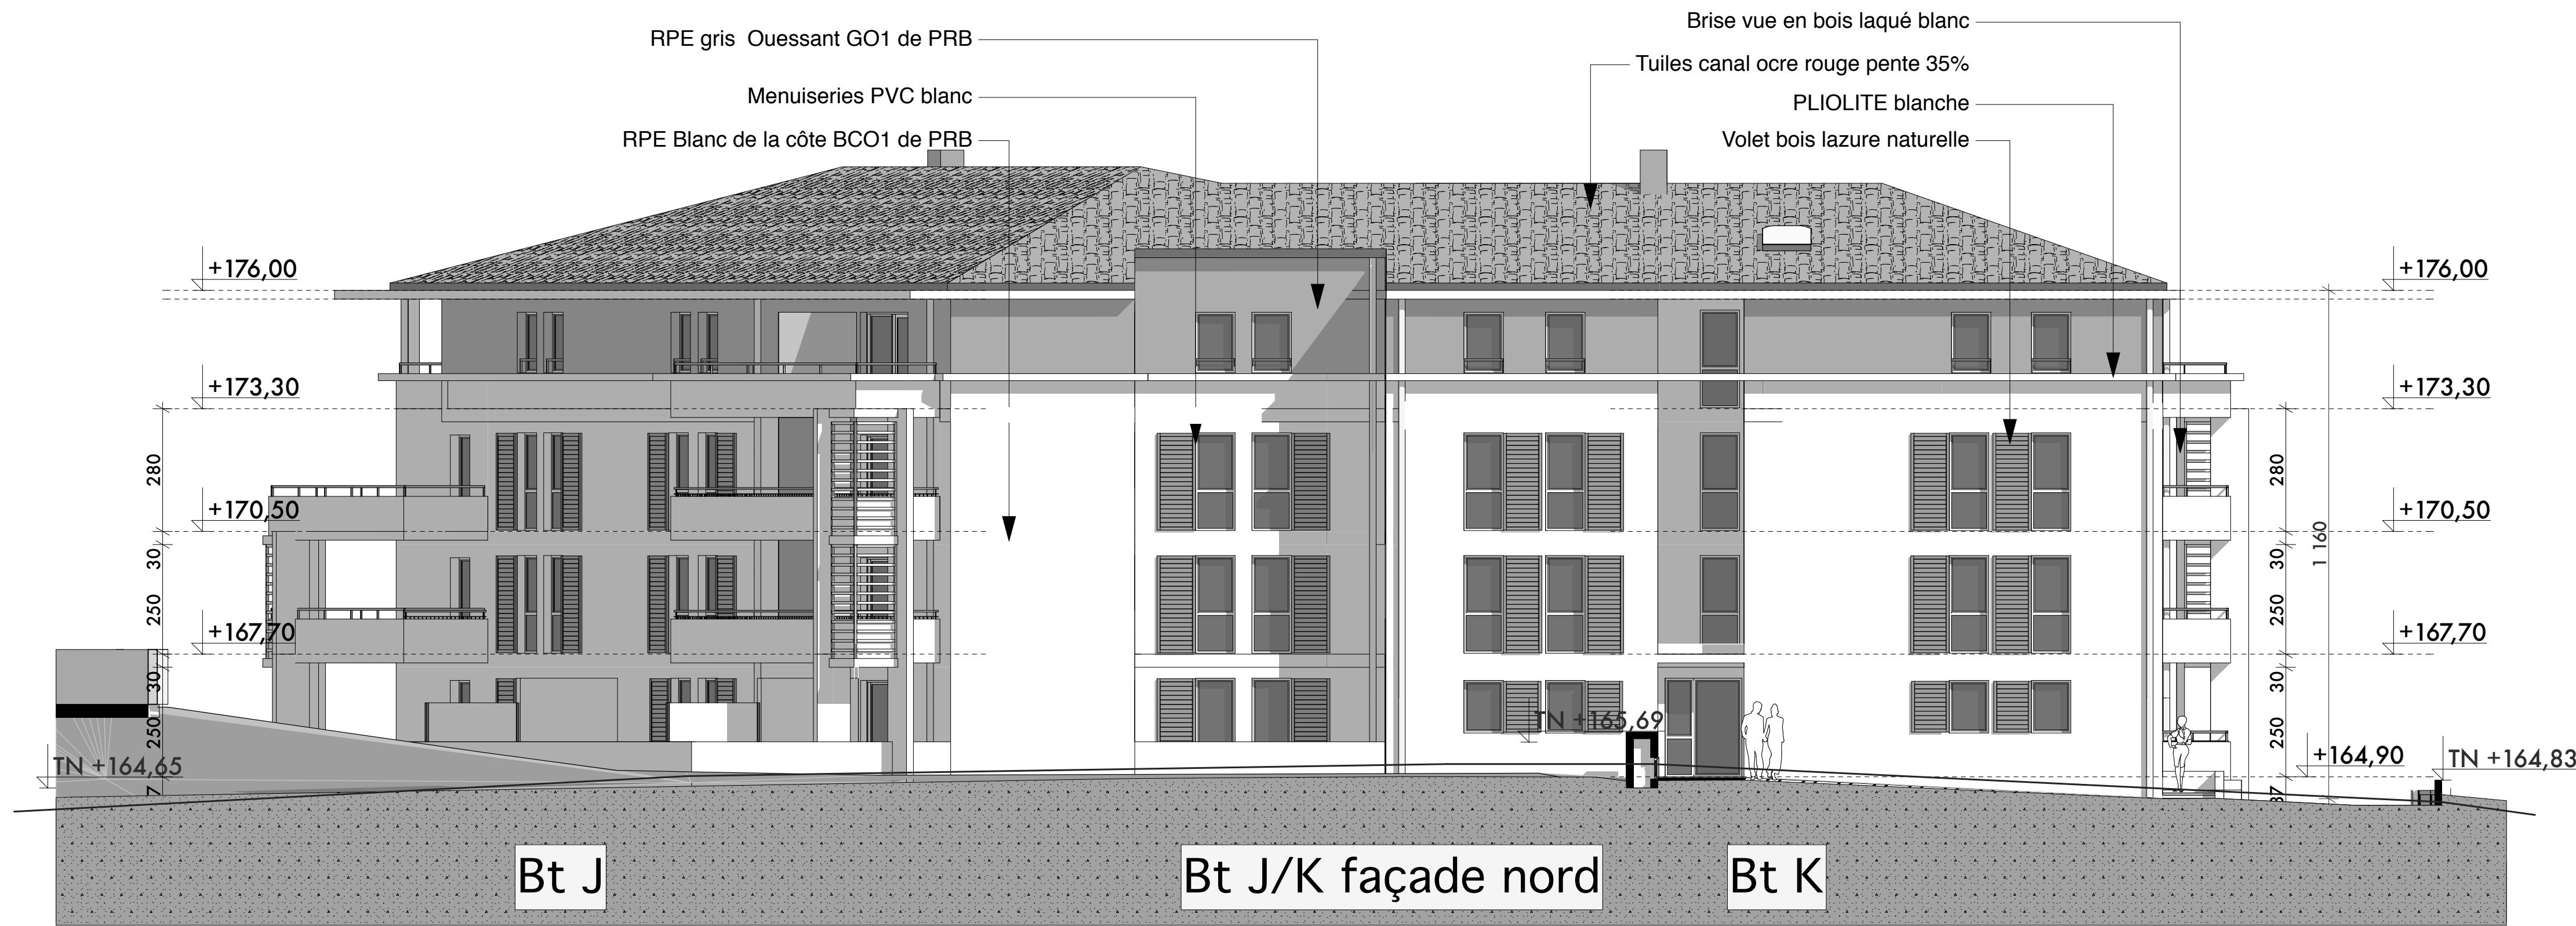 Brise vue en bois laqué blanc
RPE gris Ouessant GO1 de PRB
Tuiles canal ocre rouge pente 35%
Menuiseries PVC blanc
PLIOLITE blanche
RPE Blanc de la côte BCO1 de PRB
Volet bois lazure naturelle
+176,00
+176,00
+173,30
+173,30
280
280
+170,50
+170,50
30
30
1 160
250
250
+167,70
+167,70
30
30
250
250
TN +165,69
TN +164,65
+164,90
TN +164,83
7
37
Bt J
Bt J/K façade nord
Bt K